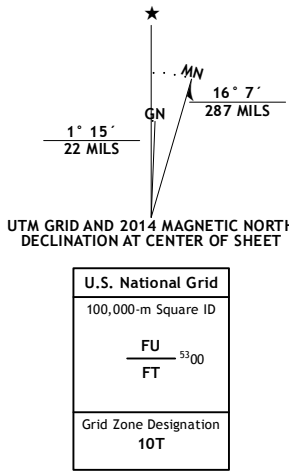 ★
MN
GN
16° 7´
287 MILS
1° 15´
22 MILS
UTM GRID AND 2014 MAGNETIC NORTH
DECLINATION AT CENTER OF SHEET
U.S. National Grid
100,000-m Square ID
FU
5300
FT
Grid Zone Designation
10T